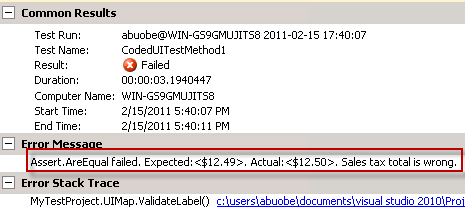 Common Results
Test Run: abuobe@WIN-GS9GMUJITS8 2011-02-15 17:40:07
Test Name: CodedUITestMethod1
Result: Failed
Duration: 00:00:03.1940447
Computer Name: WIN-GS9GMUJITS8
Start Time: 2/15/2011 5:40:07 PM
End Time: 2/15/2011 5:40:11 PM
Error Message
Assert.AreEqual failed. Expected:<$12.49>. Actual:<$12.50>. Sales tax total is wrong.
Error Stack Trace
MyTestProject.UIMap.ValidateLabel() c:\users\abuobe\documents\visual studio 2010\Pro